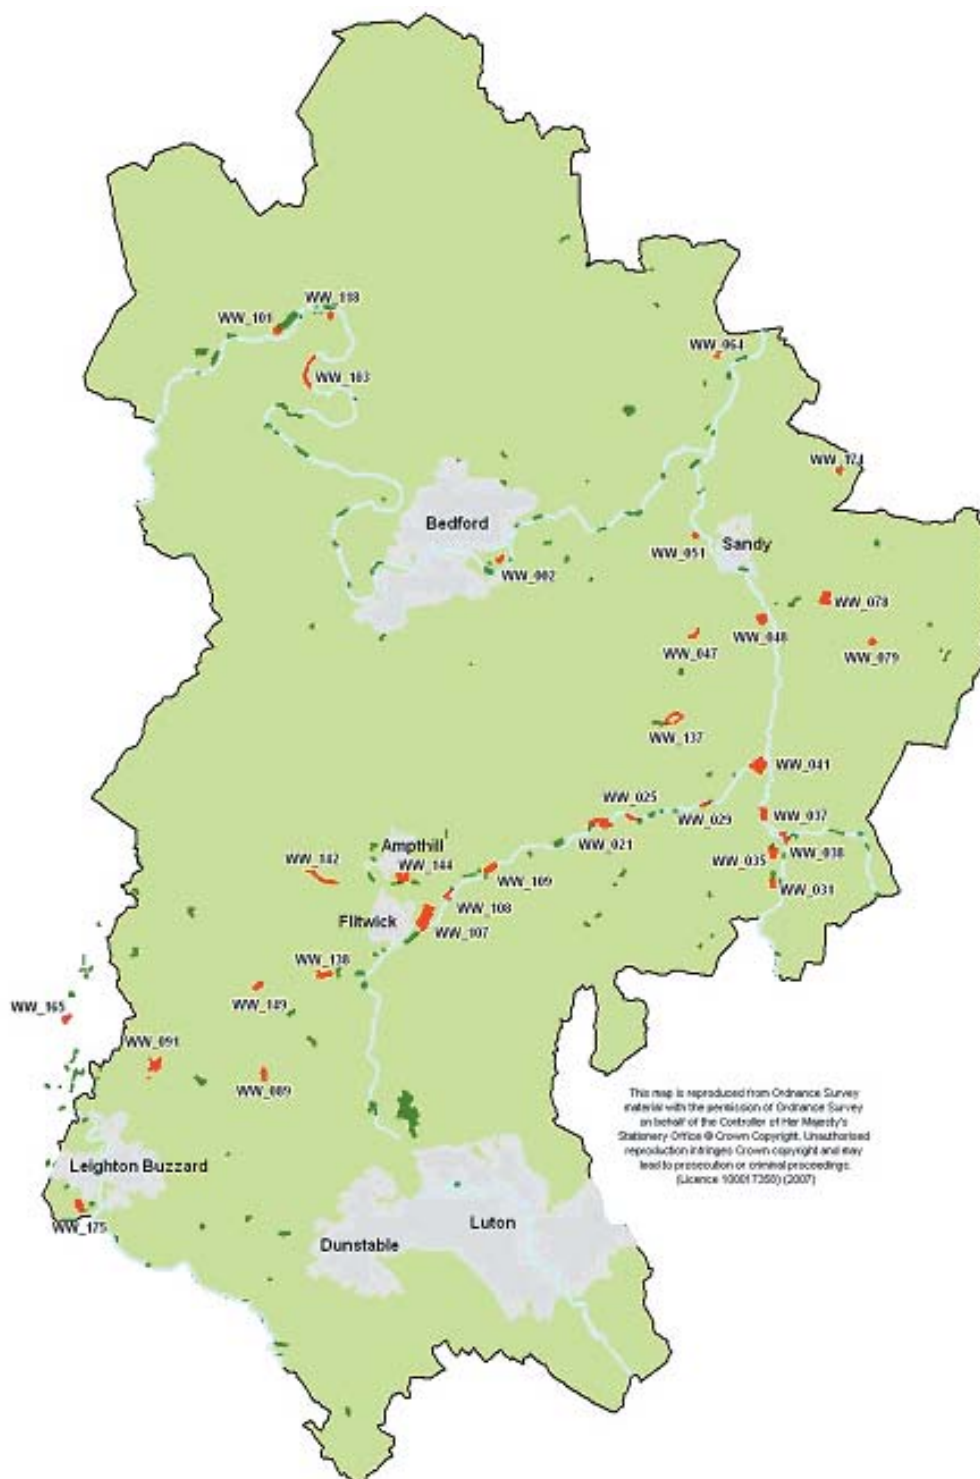 WW_118
WW_101
WW_064
WW_103
WW_174
Bedford
Sandy
WW_051
WW_002
WW_078
WW_048
WW_047
WW_079
WW_137
WW_041
WW_025
WW_029
WW_037
WW_021
Ampthill
WW_142
WW_144
WW_035
WW_038
WW_109
WW_031
WW_108
Flitwick
WW_107
WW_138
WW_149
WW_165
WW_091
WW_089
This map is reproduced from Ordnance Survey
material with the permission of Ordnance Survey
on behalf of the Controller of Her Majesty's
Stationery Office © Crown Copyright. Unauthorised
reproduction infringes Crown copyright and may
lead to prosecution or criminal proceedings.
(Licence 100017358) (2007)
Leighton Buzzard
WW_175
Luton
Dunstable